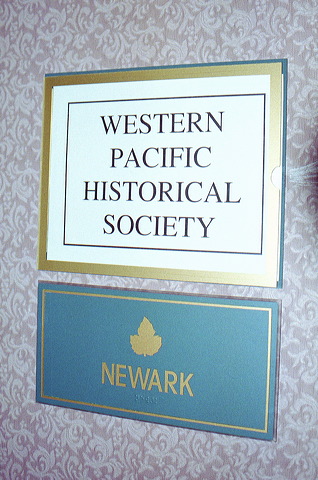 WESTERN
PACIFIC
HISTORICAL
SOCIETY
NEWARK